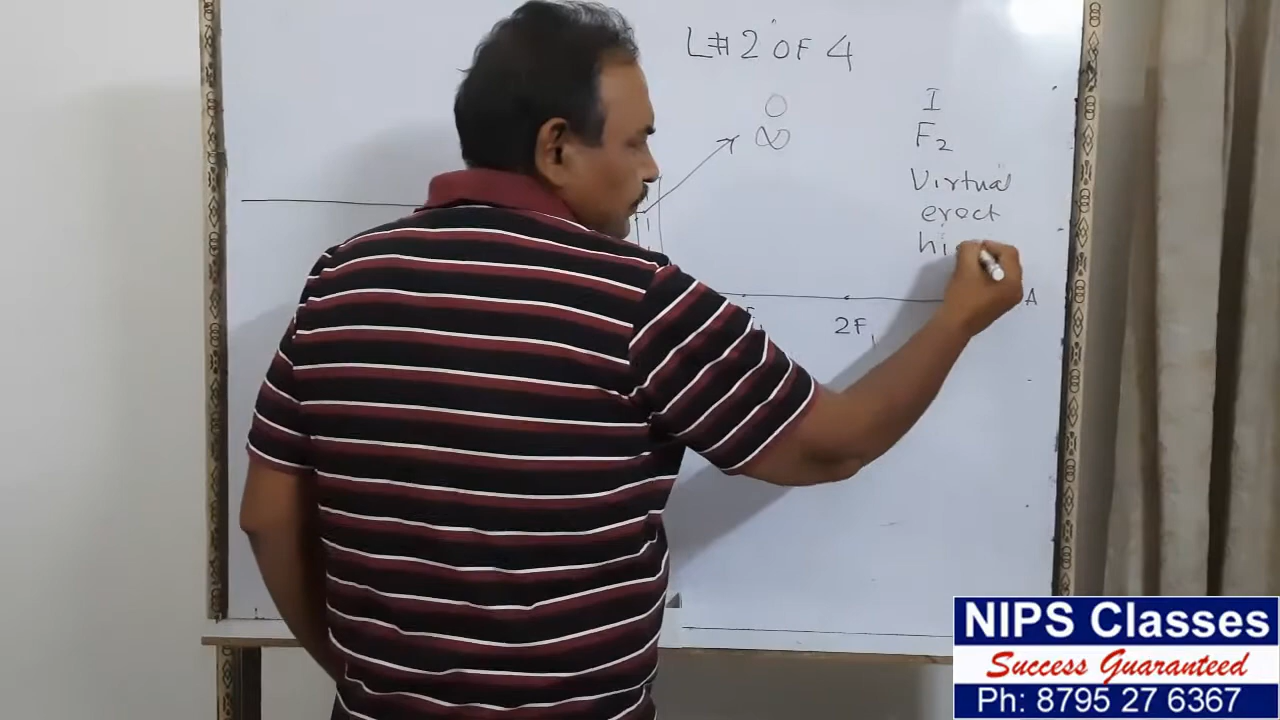 L# 2 OF 4
O
∞
I
F2
Virtual
erect
A
2F1
NIPS Classes
Success Guaranteed
Ph: 8795 27 6367